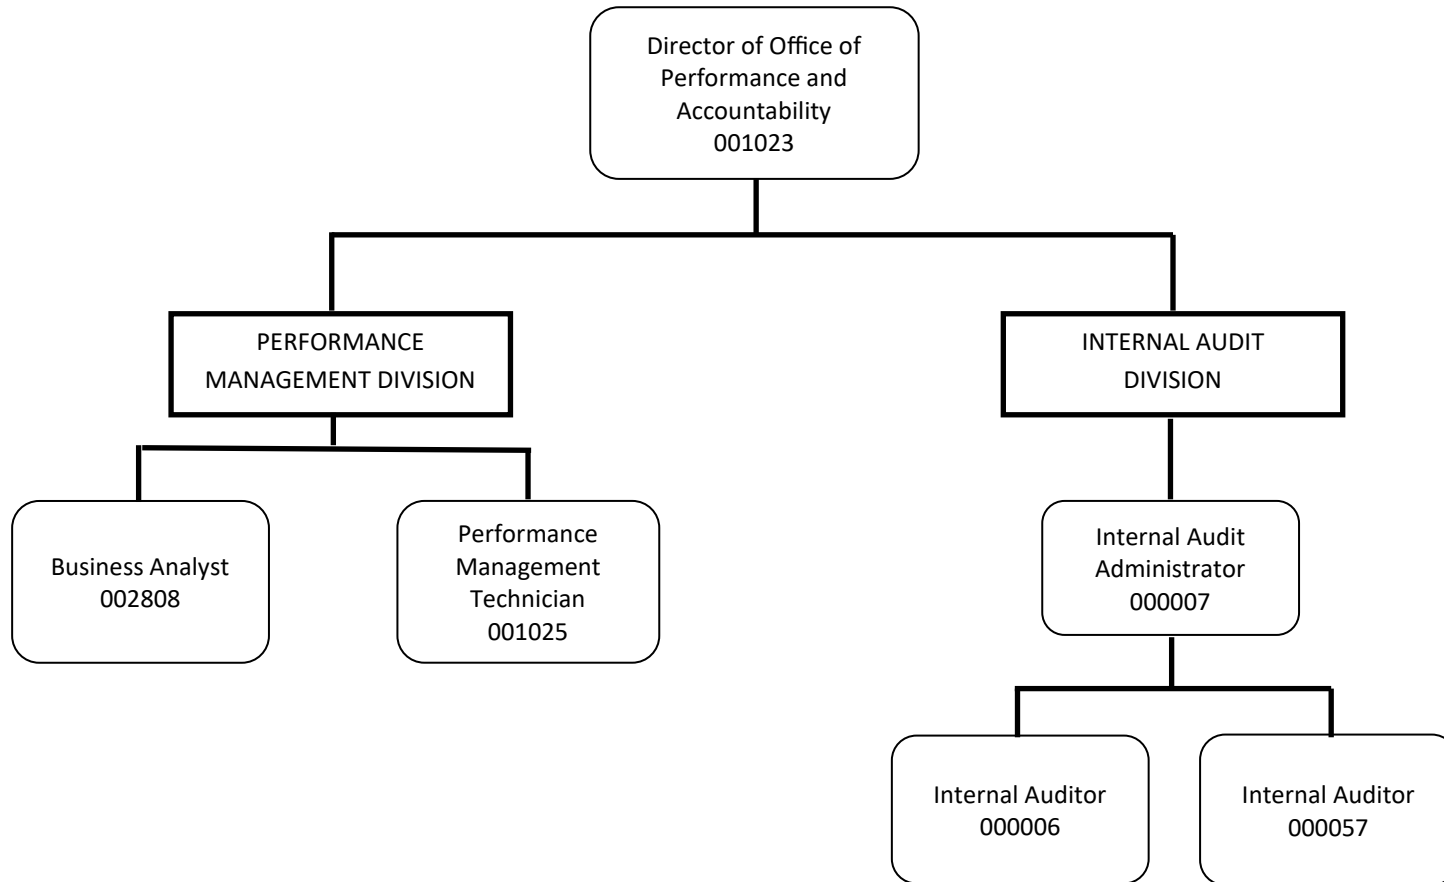 Director of Office of
Performance and
Accountability
001023
PERFORMANCE
MANAGEMENT DIVISION
INTERNAL AUDIT
DIVISION
Business Analyst
002808
Performance
Management
Technician
001025
Internal Audit
Administrator
000007
Internal Auditor
000006
Internal Auditor
000057